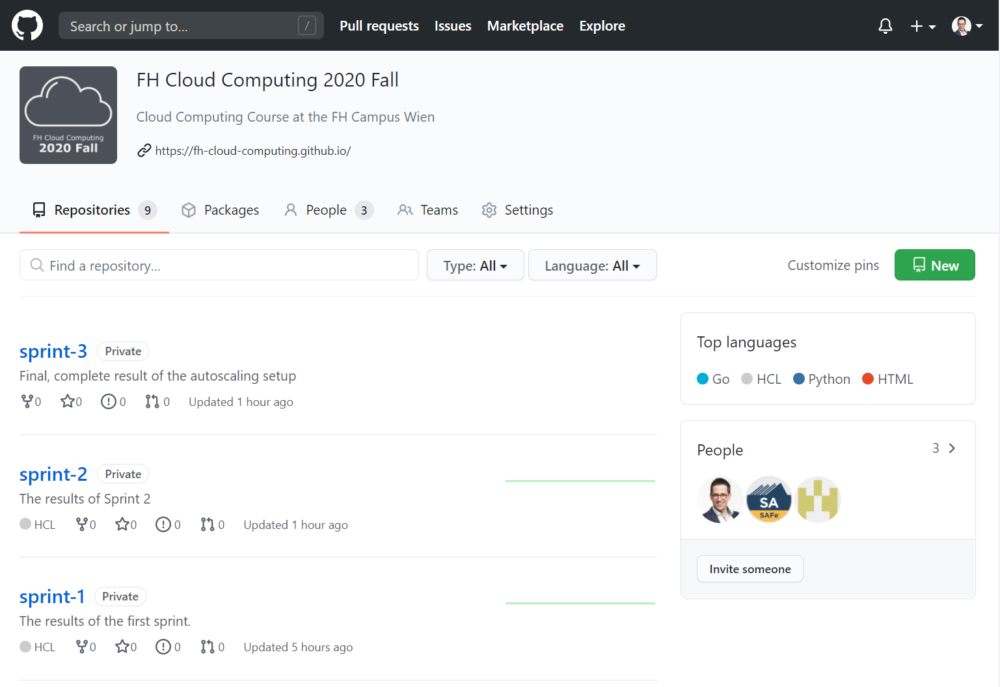 Search or jump to... /
Pull requests Issues Marketplace Explore
FH Cloud Computing
2020 Fall
FH Cloud Computing 2020 Fall
Cloud Computing Course at the FH Campus Wien
https://fh-cloud-computing.github.io/
Repositories 9 Packages People 3 Teams Settings
Find a repository... Type: All Language: All Customize pins New
sprint-3 Private
Final, complete result of the autoscaling setup
0 0 0 0 Updated 1 hour ago
sprint-2 Private
The results of Sprint 2
HCL 0 0 0 0 Updated 1 hour ago
sprint-1 Private
The results of the first sprint.
HCL 0 0 0 0 Updated 5 hours ago
Top languages
Go HCL Python HTML
People 3
SA
SAFe
Invite someone